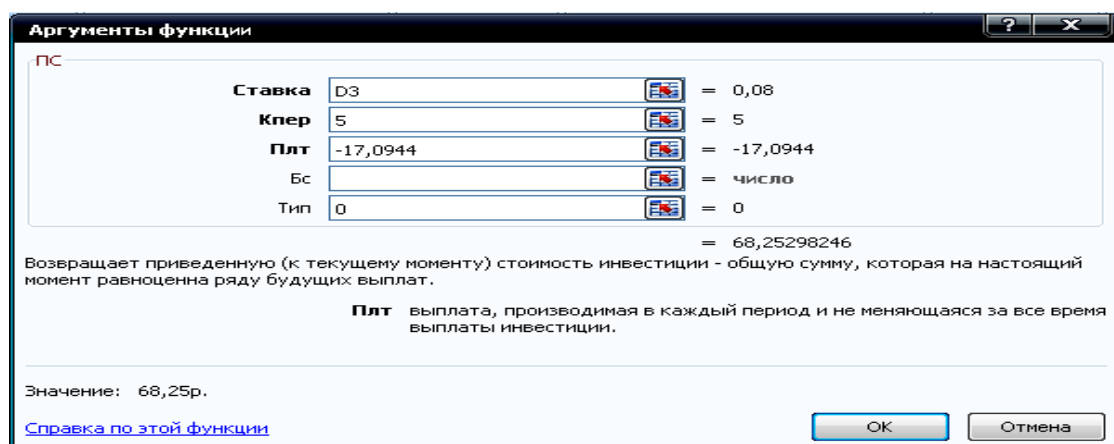 Аргументы функции
ПС
Ставка D3 = 0,08
Кпер 5 = 5
Плт -17,0944 = -17,0944
Бс = число
Тип 0 = 0
= 68,25298246
Возвращает приведенную (к текущему моменту) стоимость инвестиции - общую сумму, которая на настоящий
момент равноценна ряду будущих выплат.
Плт выплата, производимая в каждый период и не меняющаяся за все время
выплаты инвестиции.
Значение: 68,25р.
Справка по этой функции OK Отмена